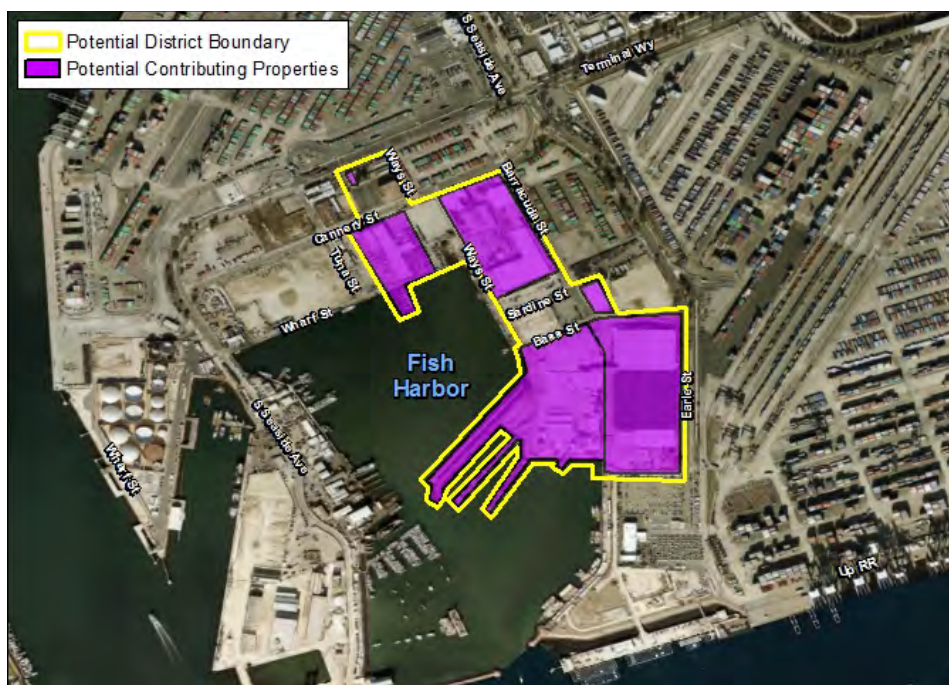 Potential District Boundary
Potential Contributing Properties
S Seaside Ave
Terminal Wy
Ways St
Barracuda St
Cannery St
Tuna St
Ways St
Sardine St
Wharf St
Bass St
Fish
Harbor
Earle St
S Seaside Ave
Wharf St
Up RR